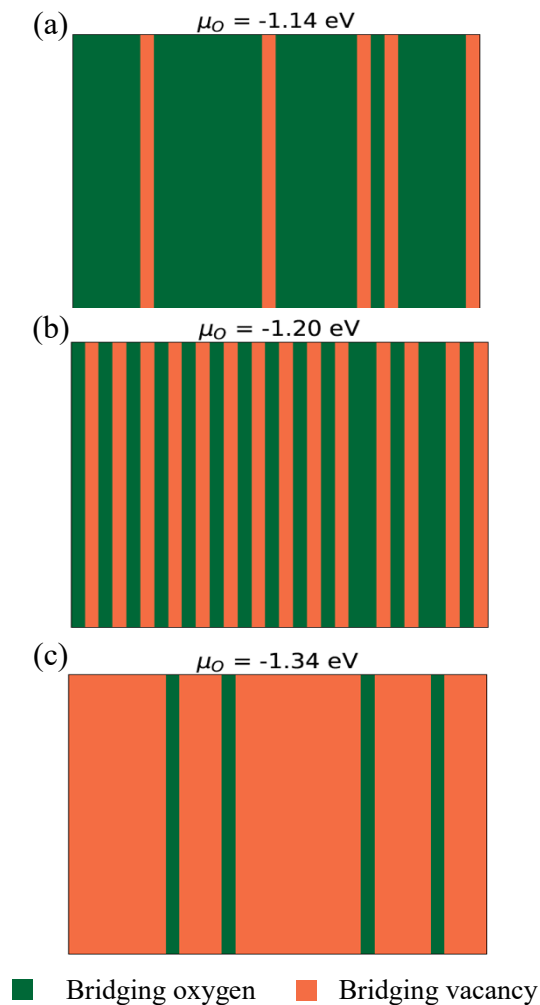 (a)
μO = -1.14 eV
(b)
μO = -1.20 eV
(c)
μO = -1.34 eV
Bridging oxygen Bridging vacancy